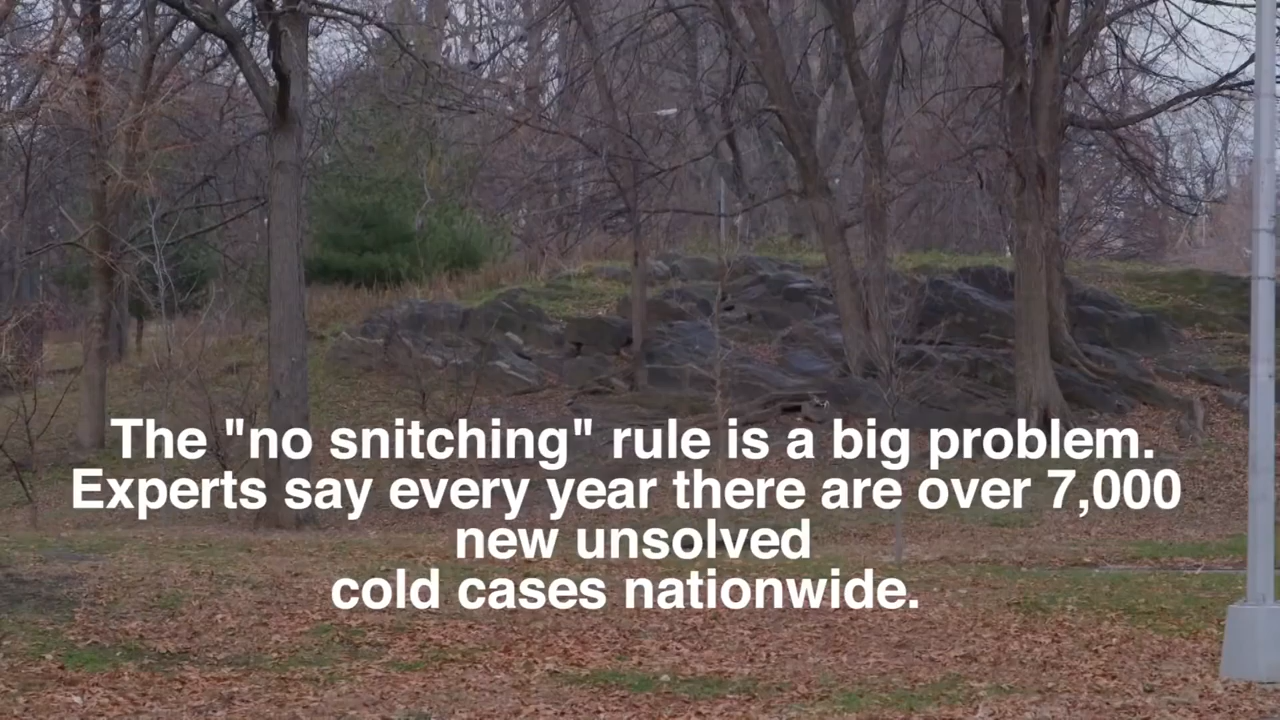 The "no snitching" rule is a big problem.
Experts say every year there are over 7,000
new unsolved
cold cases nationwide.